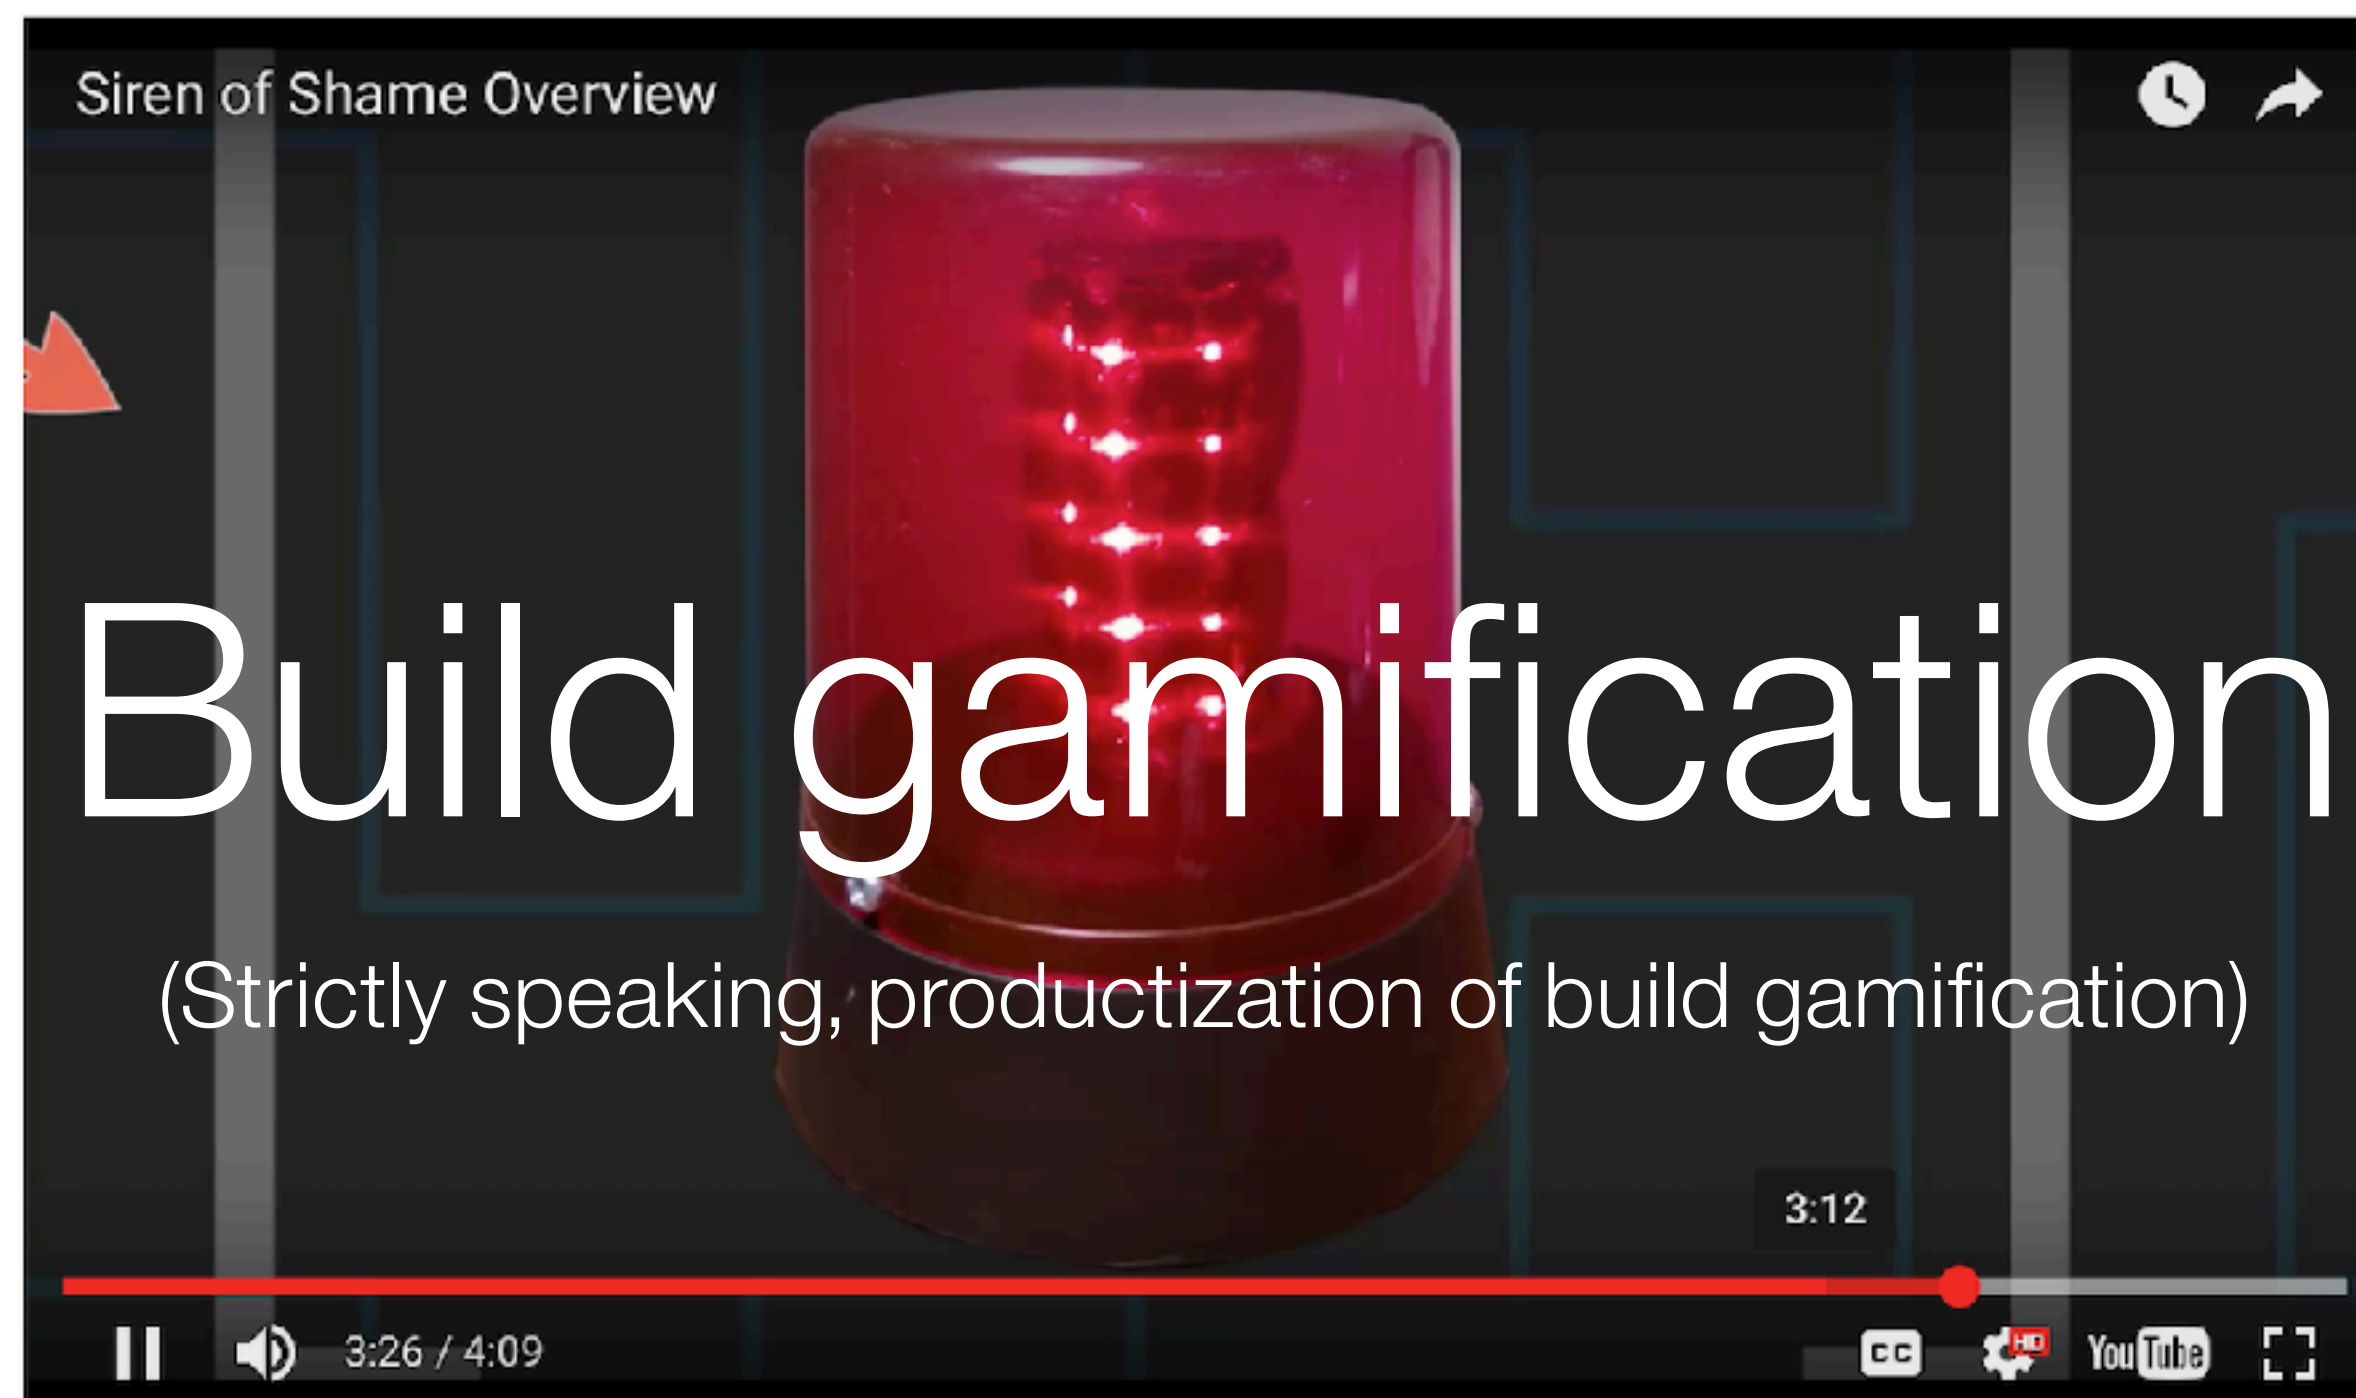 Siren of Shame Overview
Build gamification
(Strictly speaking, productization of build gamification)
3:12
3:26 / 4:09
CC
HD
YouTube